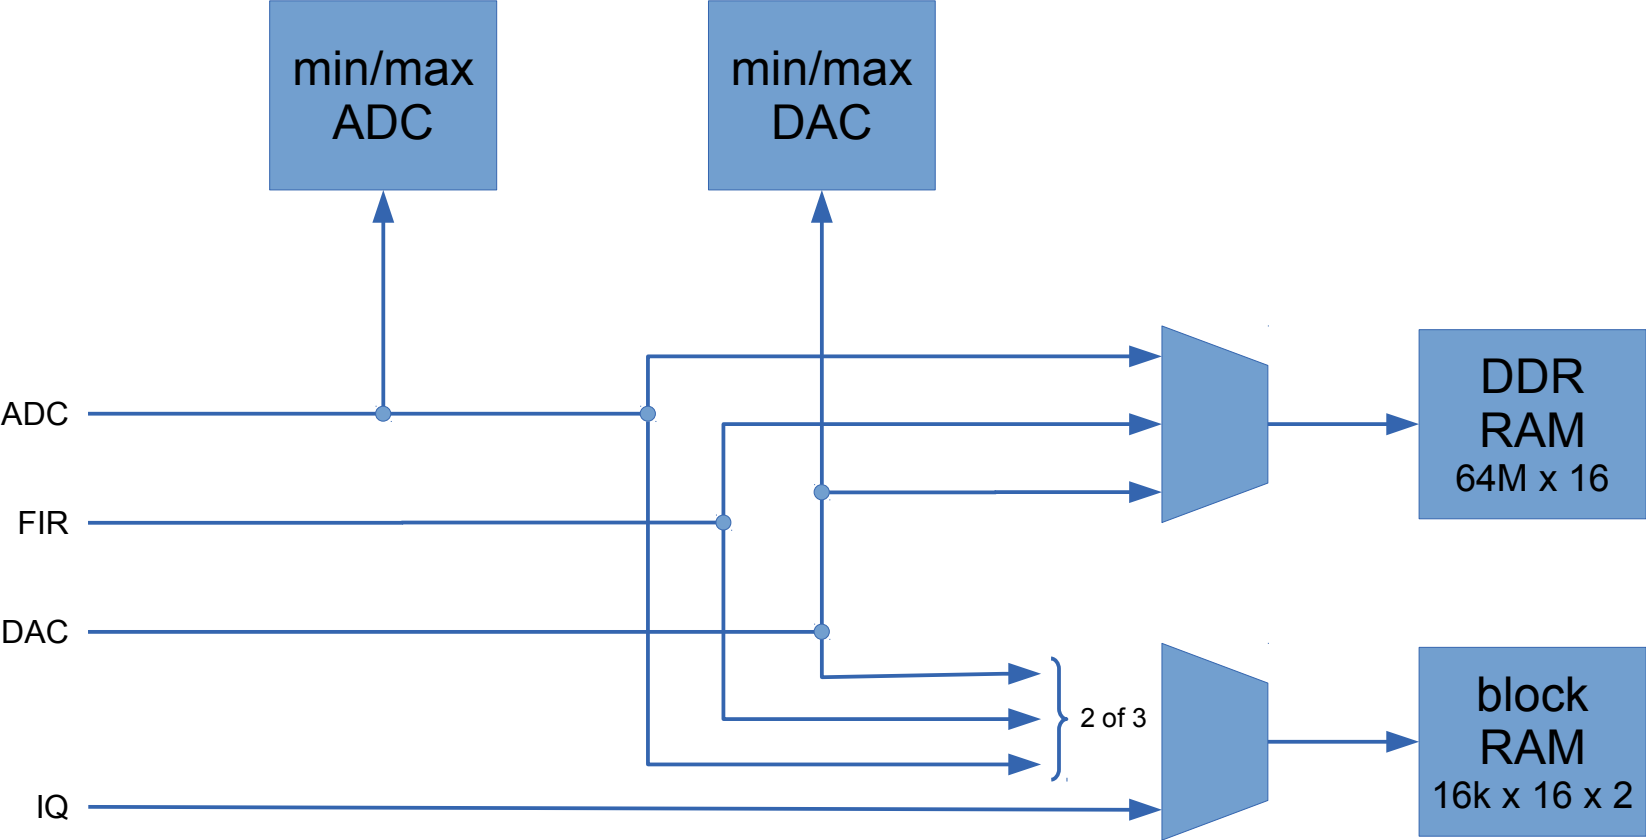 min/max
ADC
min/max
DAC
DDR
RAM
64M x 16
ADC
FIR
DAC
2 of 3
block
RAM
16k x 16 x 2
IQ